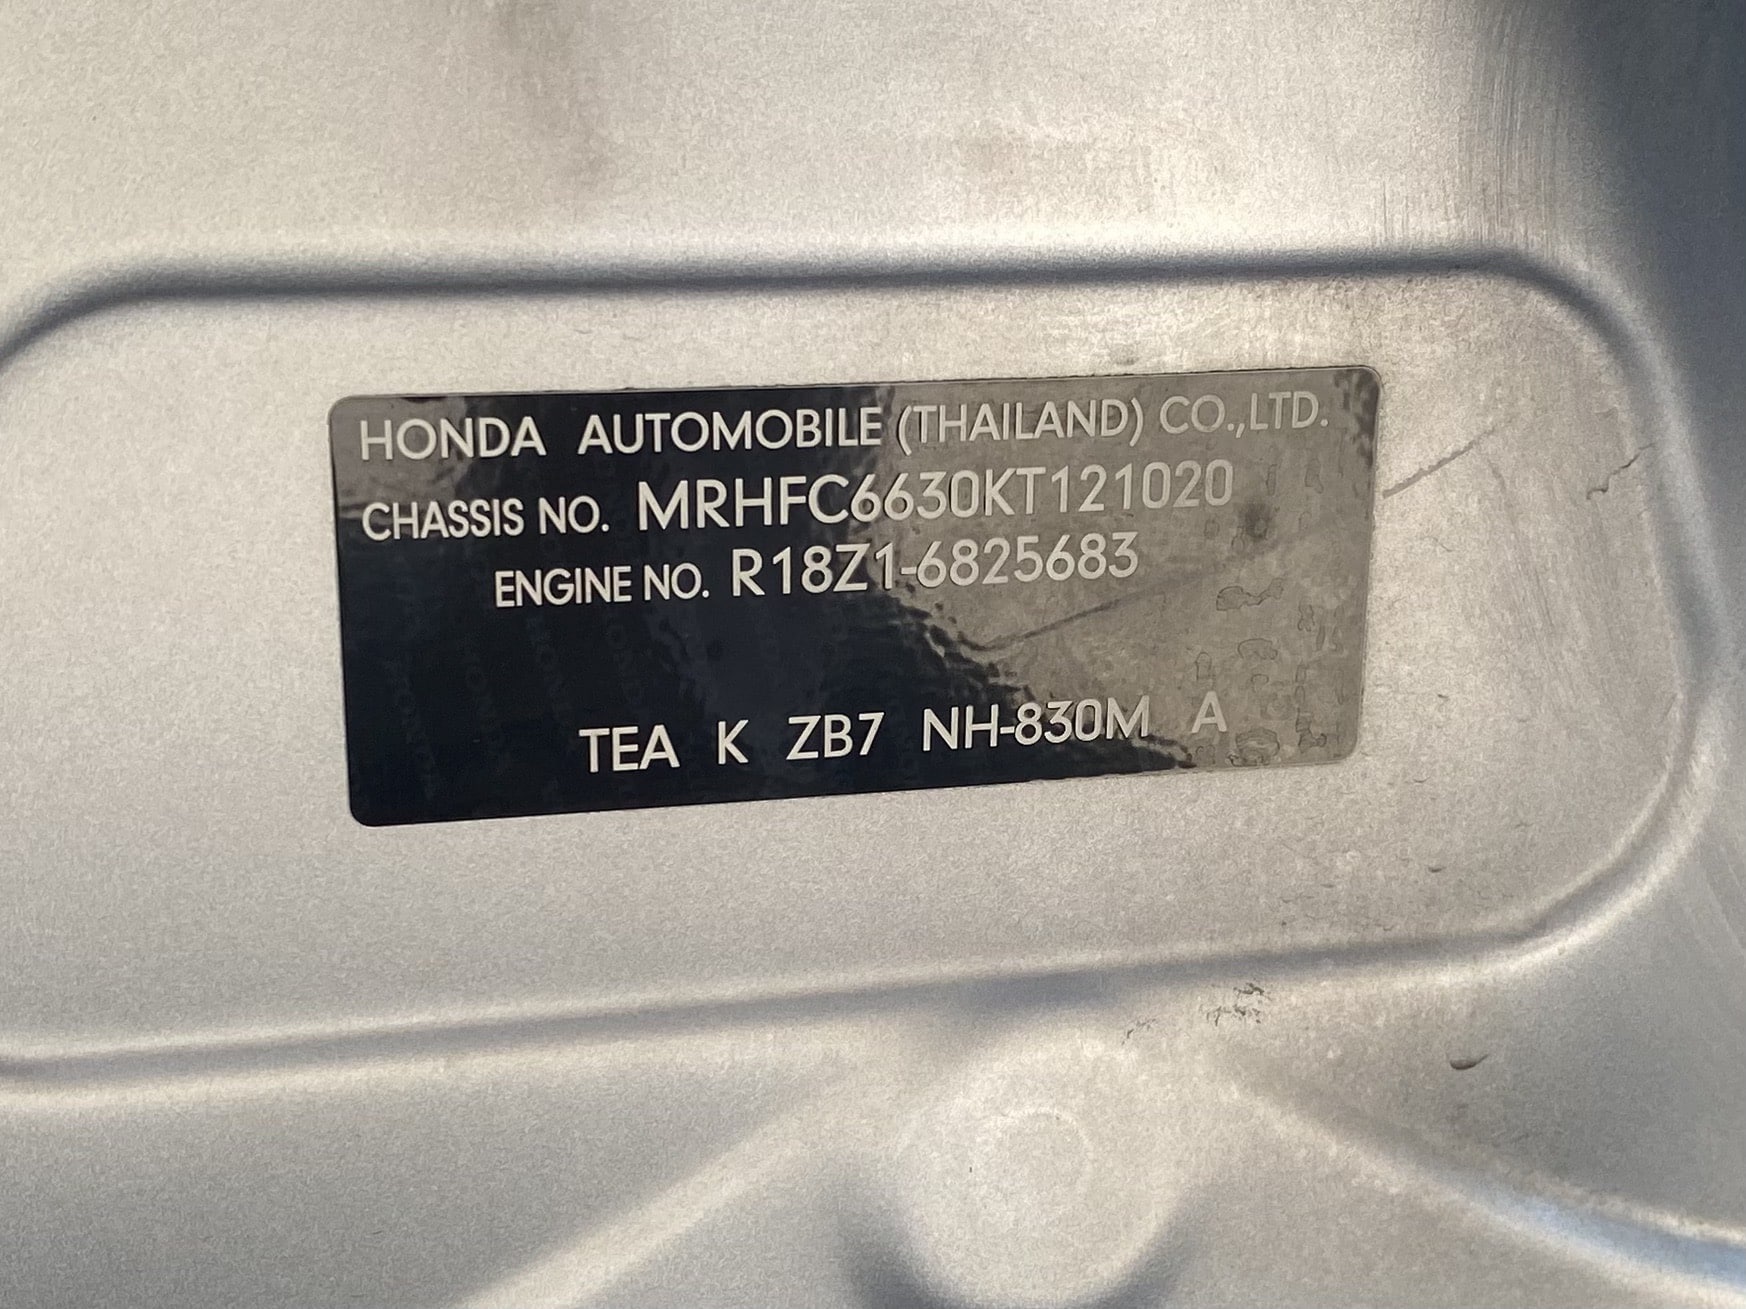 HONDA AUTOMOBILE (THAILAND) CO.,LTD.
CHASSIS NO. MRHFC6630KT121020
ENGINE NO. R18Z1-6825683
TEA K ZB7 NH-830M A